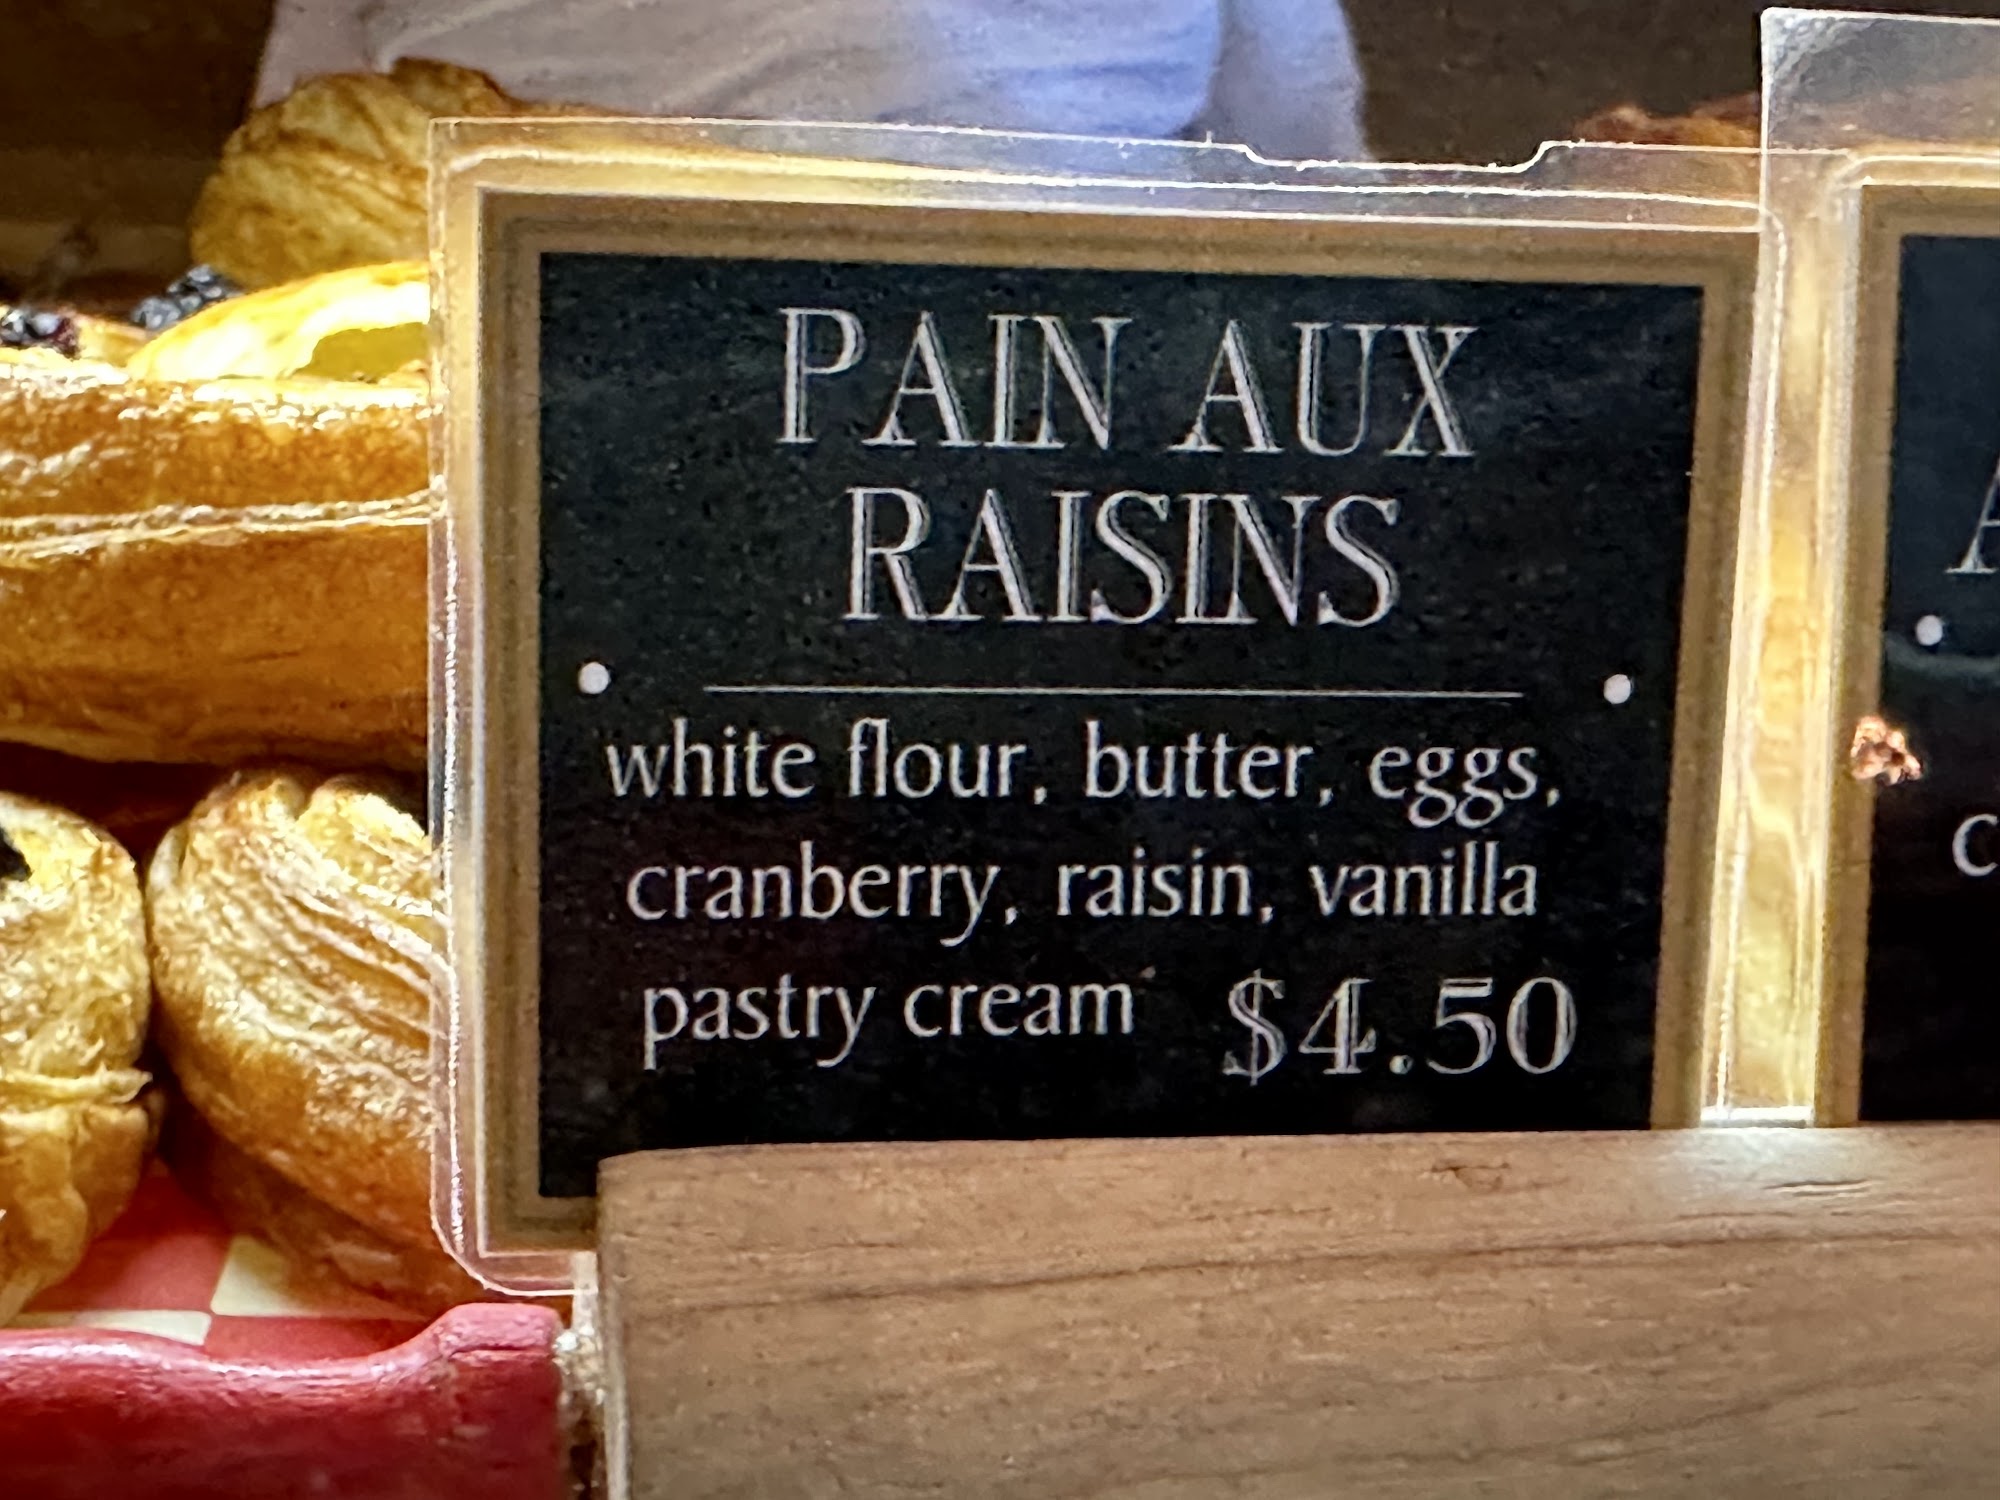 PAIN AUX
RAISINS
white flour, butter, eggs,
cranberry, raisin, vanilla
pastry cream $4.50